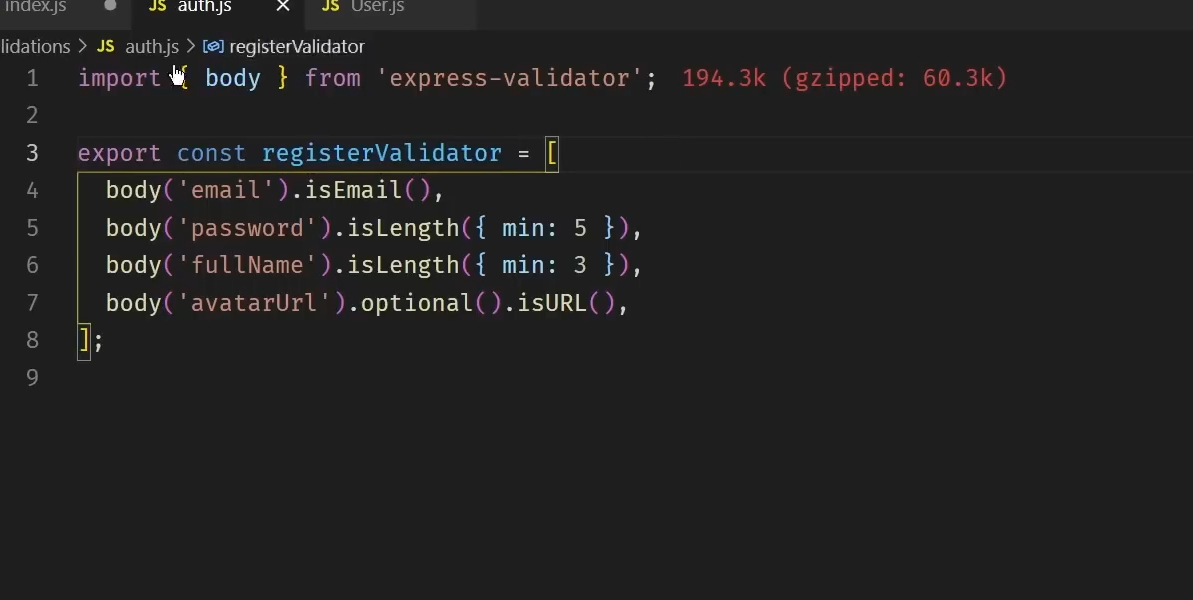 index.js JS auth.js JS User.js
lidations JS auth.js registerValidator
1 import { body } from 'express-validator'; 194.3k (gzipped: 60.3k)
2
3 export const registerValidator = [
4 body('email').isEmail(),
5 body('password').isLength({ min: 5 }),
6 body('fullName').isLength({ min: 3 }),
7 body('avatarUrl').optional().isURL(),
8 ];
9